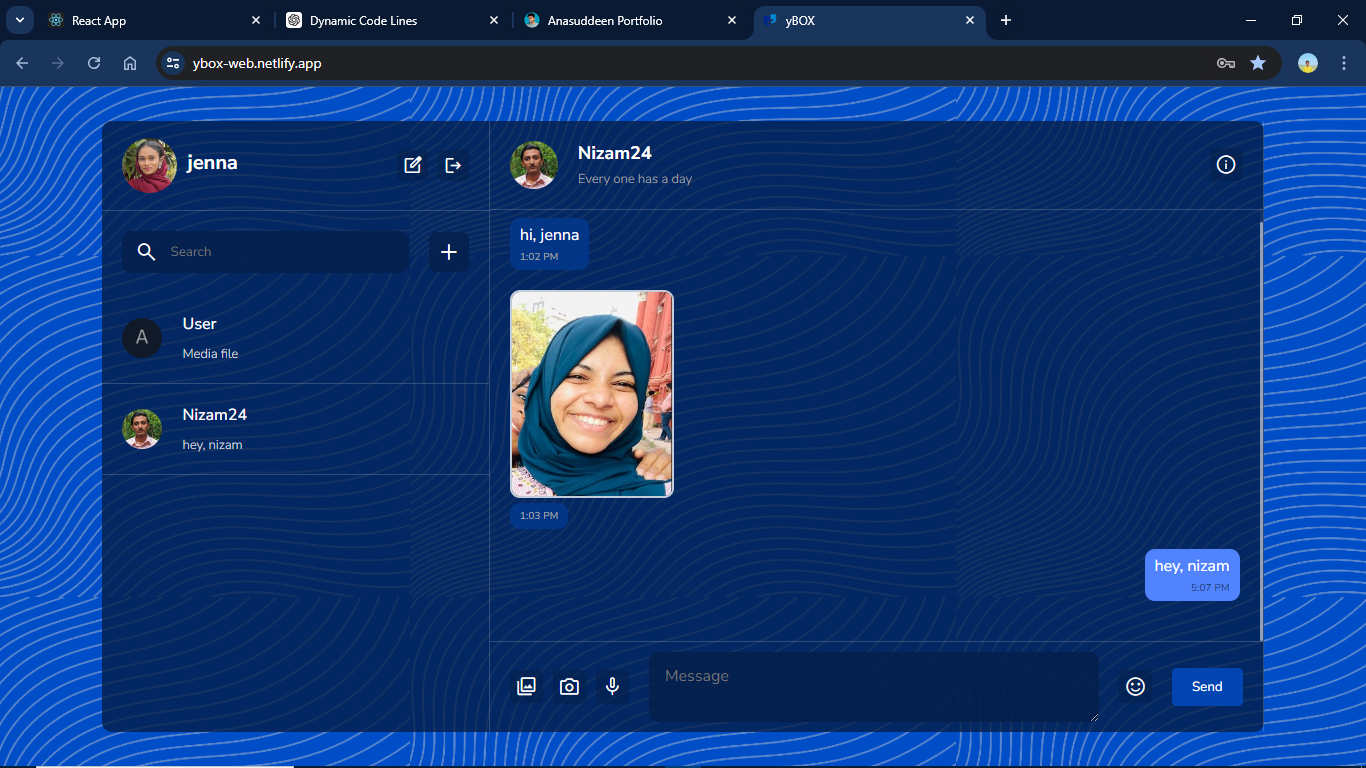 React App
Dynamic Code Lines
Anasuddeen Portfolio
yBOX
ybox-web.netlify.app
jenna
Search
A
User
Media file
Nizam24
hey, nizam
Nizam24
Every one has a day
hi, jenna
1:02 PM
1:03 PM
hey, nizam
5:07 PM
Message
Send